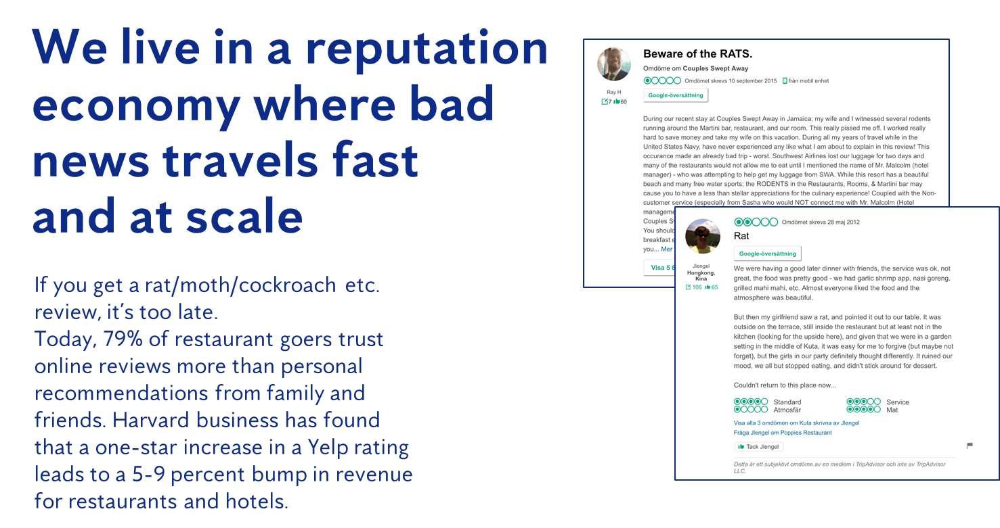 We live in a reputation
economy where bad
news travels fast
and at scale
If you get a rat/moth/cockroach etc.
review, it's too late.
Today, 79% of restaurant goers trust
online reviews more than personal
recommendations from family and
friends. Harvard business has found
that a one-star increase in a Yelp rating
leads to a 5-9 percent bump in revenue
for restaurants and hotels.
Beware of the RATS.
Omdöme om Couples Swept Away
Omdömet skrevs 10 september 2015 från mobil enhet
Ray H
7 60
Google-översättning
During our recent stay at Couples Swept Away in Jamaica; my wife and I witnessed several rodents
running around the Martini bar, restaurant, and our room. This really pissed me off. I worked really
hard to save money and take my wife on this vacation. During all my years of travel while in the
United States Navy, have never experienced any like what I am about to explain in this review! This
occurance made an already bad trip - worst. Southwest Airlines lost our luggage for two days and
many of the restaurants would not allow me to eat until I mentioned the name of Mr. Malcolm (hotel
manager) - who was attempting to help get my luggage from SWA. While this resort has a beautiful
beach and many free water sports; the RODENTS in the Restaurants, Rooms, & Martini bar may
cause you to have a less than stellar appreciations for the culinary experience! Coupled with the Non-
customer service (especially from Sasha who would NOT connect me with Mr. Malcolm (Hotel
manageme
Couples Sw
You should
breakfast e
you... Mer
Visa 5 8
Omdömet skrevs 28 maj 2012
Rat
Google-översättning
Jlengel
Hongkong,
Kina
106 65
We were having a good later dinner with friends, the service was ok, not
great, the food was pretty good - we had garlic shrimp app, nasi goreng,
grilled mahi mahi, etc. Almost everyone liked the food and the
atmosphere was beautiful.
But then my girlfriend saw a rat, and pointed it out to our table. It was
outside on the terrace, still inside the restaurant but at least not in the
kitchen (looking for the upside here), and given that we were in a garden
setting in the middle of Kuta, it was easy for me to forgive (but maybe not
forget), but the girls in our party definitely thought differently. It ruined our
mood, we all but stopped eating, and didn't stick around for dessert.
Couldn't return to this place now...
Standard Service
Atmosfär Mat
Visa alla 3 omdömen om Kuta skrivna av Jlengel
Fråga Jlengel om Poppies Restaurant
Tack Jlengel
Detta är ett subjektivt omdöme av en medlem i TripAdvisor och inte av TripAdvisor
LLC.